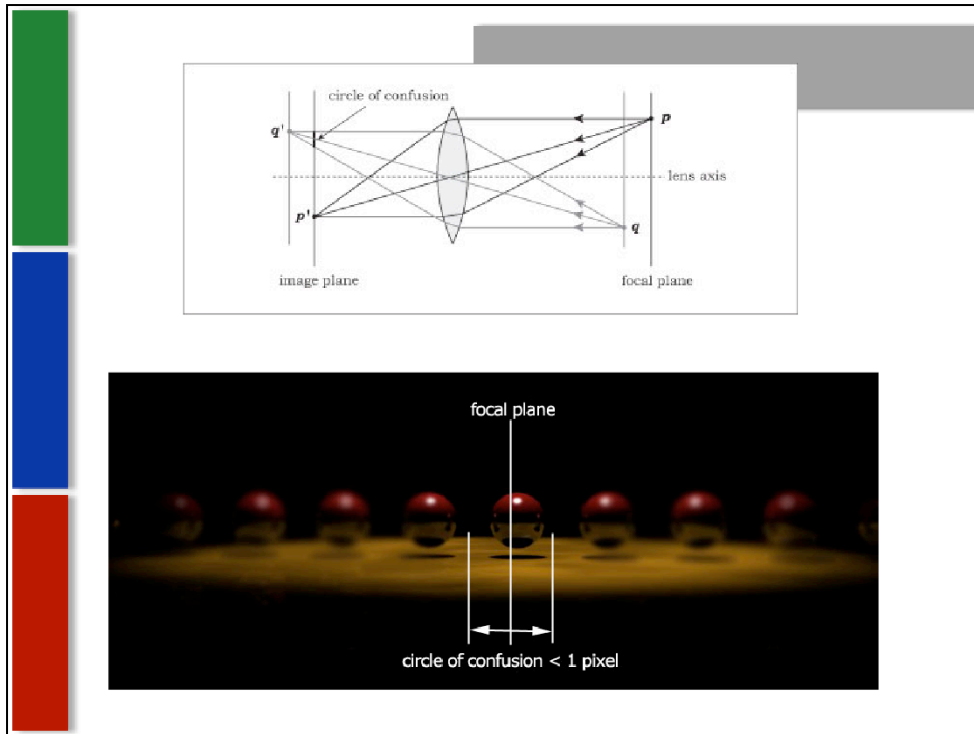 circle of confusion
q'
p
lens axis
p'
q
image plane
focal plane
focal plane
circle of confusion < 1 pixel